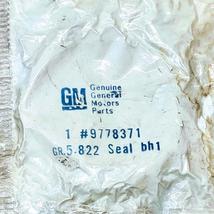 GM
Genuine
General
Motors
Parts
1 #9778371
GR.5.822 Seal bh1